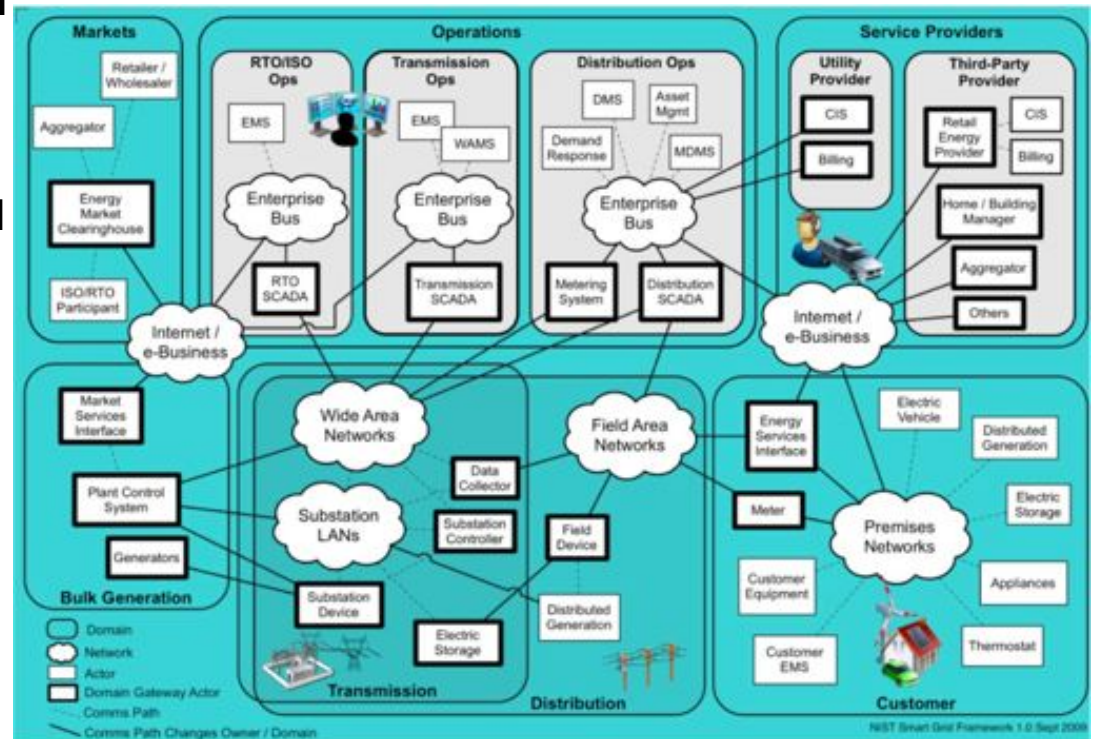 Markets
Operations
Service Providers
Retailer /
Wholesaler
Aggregator
Energy
Market
Clearinghouse
ISO/RTO
Participant
RTO/ISO
Ops
EMS
Enterprise
Bus
RTO
SCADA
Transmission
Ops
EMS
WAMS
Enterprise
Bus
Transmission
SCADA
Distribution Ops
DMS
Asset
Mgmt
Demand
Response
MDMS
Enterprise
Bus
Metering
System
Distribution
SCADA
Utility
Provider
CIS
Billing
Third-Party
Provider
Retail
Energy
Provider
CIS
Billing
Home / Building
Manager
Aggregator
Others
Internet /
e-Business
Internet /
e-Business
Market
Services
Interface
Plant Control
System
Generators
Bulk Generation
Wide Area
Networks
Substation
LANs
Data
Collector
Substation
Controller
Substation
Device
Electric
Storage
Transmission
Field Area
Networks
Field
Device
Distributed
Generation
Distribution
Energy
Services
Interface
Meter
Electric
Vehicle
Distributed
Generation
Electric
Storage
Premises
Networks
Appliances
Customer
Equipment
Thermostat
Customer
EMS
Customer
Domain
Network
Actor
Domain Gateway Actor
Comms Path
Comms Path Changes Owner / Domain
NIST Smart Grid Framework 1.0 Sept 2009